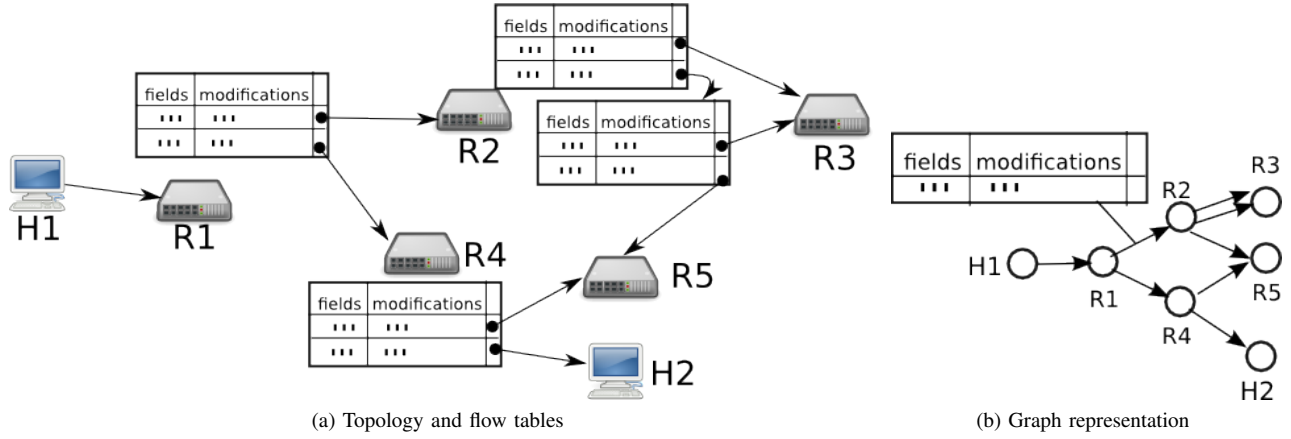 fields modifications
... ...
... ...
fields modifications
... ...
... ...
fields modifications
... ...
... ...
H1
R1
R2
R3
R4
fields modifications
... ...
... ...
R5
H2
(a) Topology and flow tables
fields modifications
... ...
R2
R3
H1
R1
R5
R4
H2
(b) Graph representation